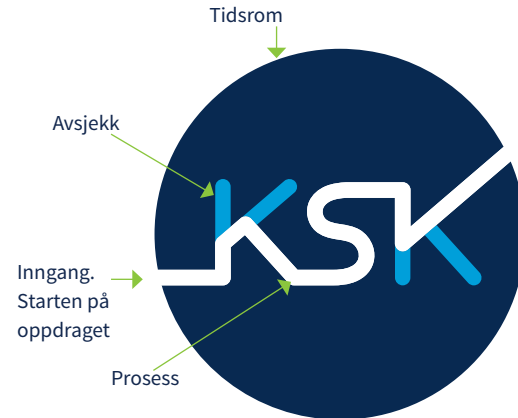 Tidsrom
Avsjekk
KSK
Inngang.
Starten på
oppdraget
Prosess